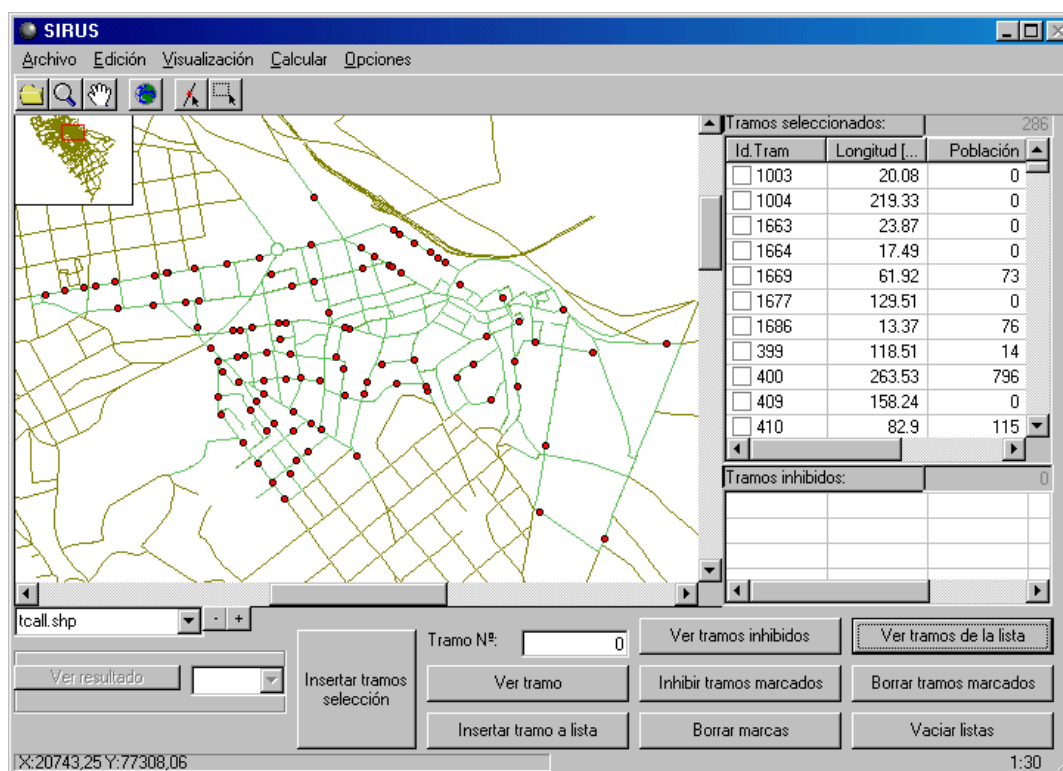 SIRUS
Archivo Edición Visualización Calcular Opciones
Tramos seleccionados: 286
Id.Tram Longitud [... Población
1003 20.08 0
1004 219.33 0
1663 23.87 0
1664 17.49 0
1669 61.92 73
1677 129.51 0
1686 13.37 76
399 118.51 14
400 263.53 796
409 158.24 0
410 82.9 115
Tramos inhibidos: 0
tcall.shp - +
Ver resultado
Insertar tramos selección
Tramo Nº: 0
Ver tramo
Insertar tramo a lista
Ver tramos inhibidos
Inhibir tramos marcados
Borrar marcas
Ver tramos de la lista
Borrar tramos marcados
Vaciar listas
X:20743,25 Y:77308,06 1:30